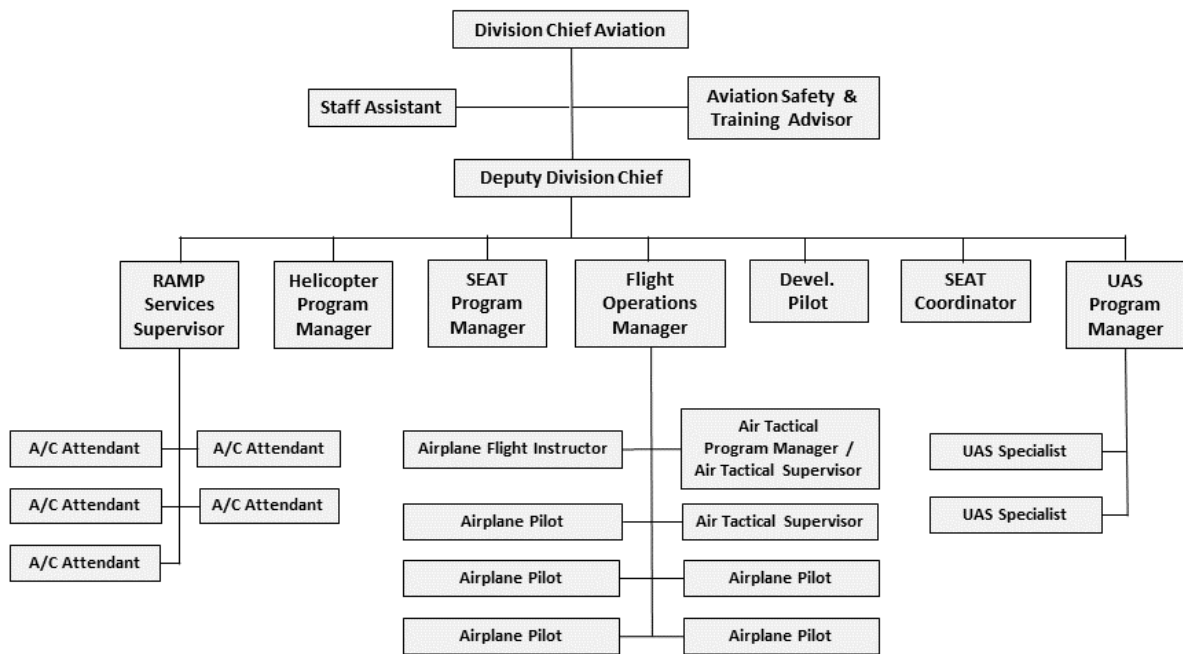 Division Chief Aviation
Staff Assistant
Aviation Safety &
Training Advisor
Deputy Division Chief
RAMP
Services
Supervisor
Helicopter
Program
Manager
SEAT
Program
Manager
Flight
Operations
Manager
Devel.
Pilot
SEAT
Coordinator
UAS
Program
Manager
A/C Attendant
A/C Attendant
A/C Attendant
A/C Attendant
A/C Attendant
Airplane Flight Instructor
Air Tactical
Program Manager /
Air Tactical Supervisor
Airplane Pilot
Air Tactical Supervisor
Airplane Pilot
Airplane Pilot
Airplane Pilot
Airplane Pilot
UAS Specialist
UAS Specialist